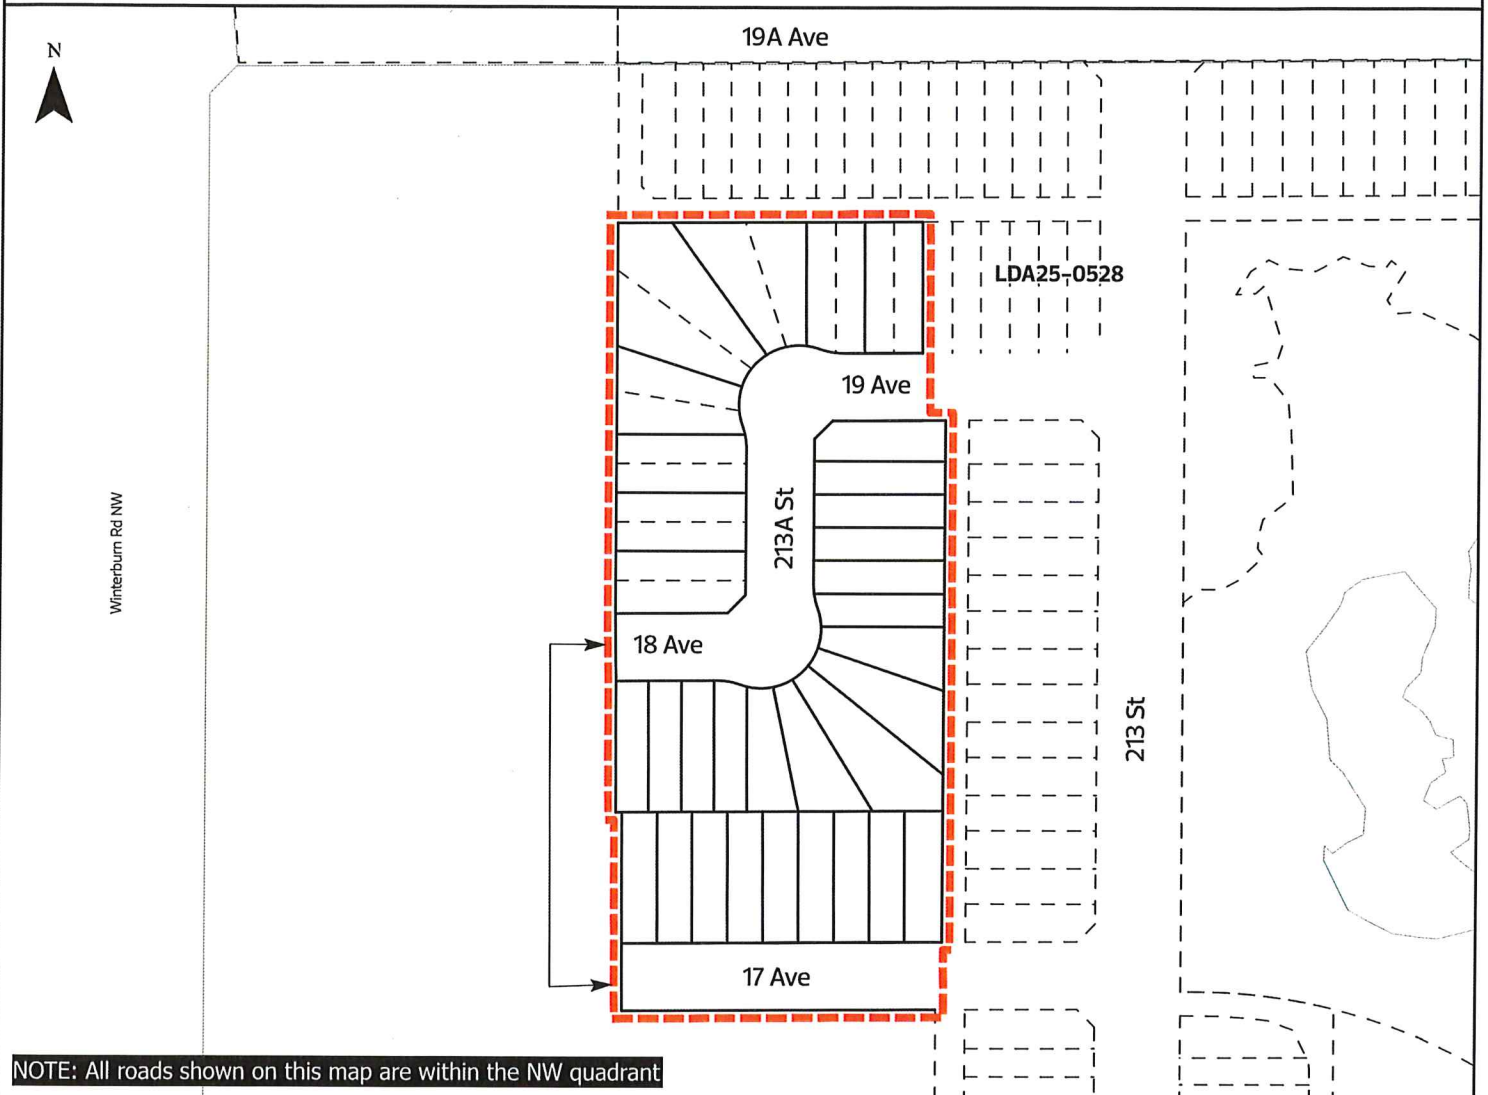 N
19A Ave
LDA25-0528
19 Ave
213A St
Winterburn Rd NW
18 Ave
213 St
17 Ave
NOTE: All roads shown on this map are within the NW quadrant